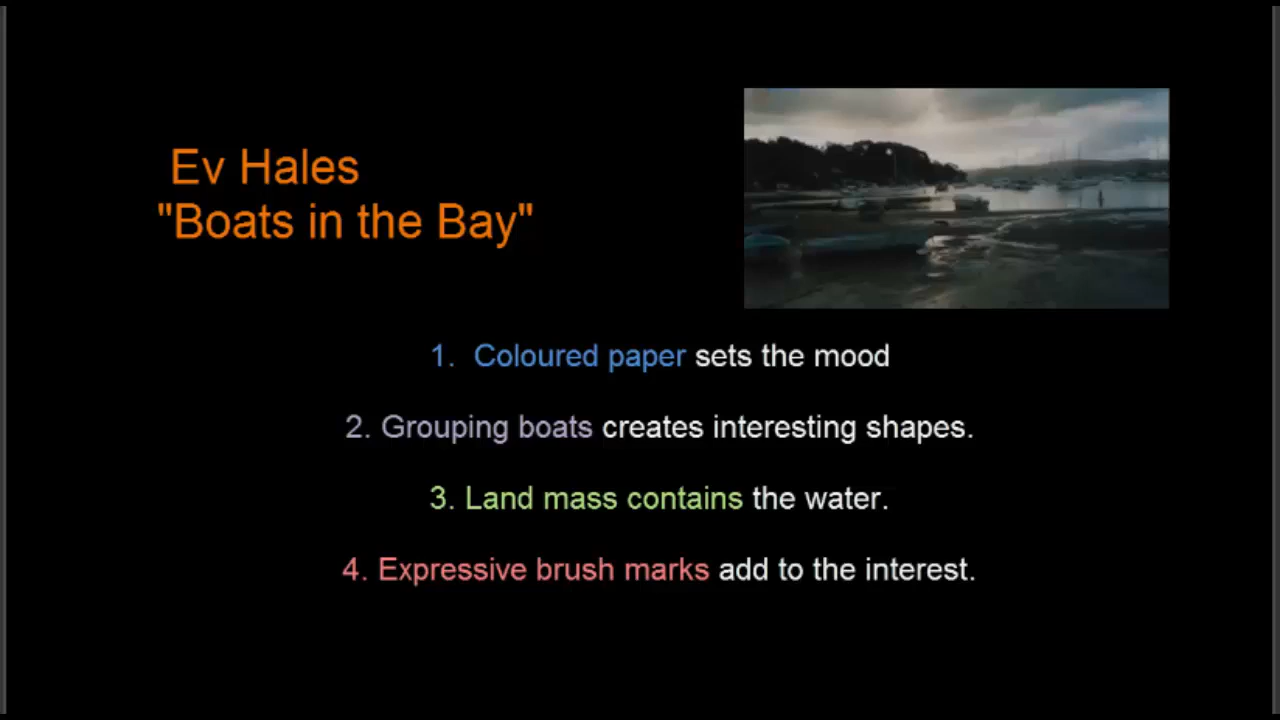 Ev Hales
"Boats in the Bay"
1. Coloured paper sets the mood
2. Grouping boats creates interesting shapes.
3. Land mass contains the water.
4. Expressive brush marks add to the interest.